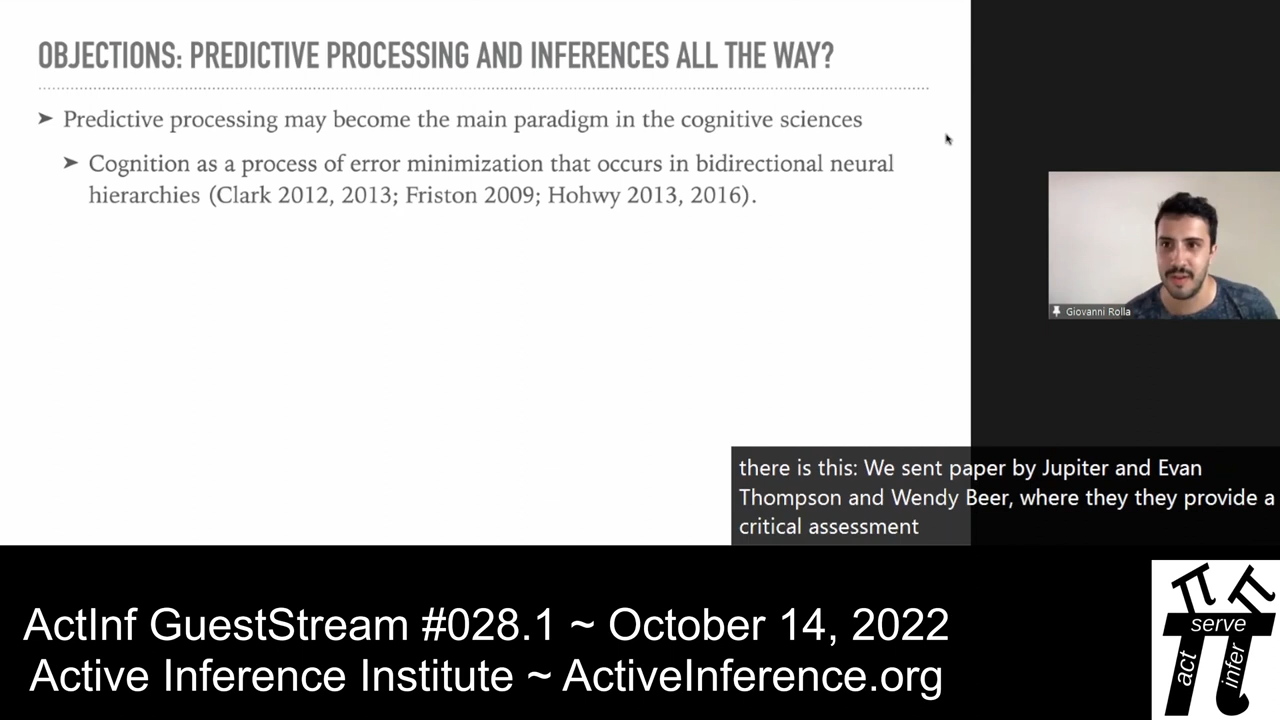 OBJECTIONS: PREDICTIVE PROCESSING AND INFERENCES ALL THE WAY?
➤ Predictive processing may become the main paradigm in the cognitive sciences
➤ Cognition as a process of error minimization that occurs in bidirectional neural
hierarchies (Clark 2012, 2013; Friston 2009; Hohwy 2013, 2016).
Giovanni Rolla
there is this: We sent paper by Jupiter and Evan
Thompson and Wendy Beer, where they they provide a
critical assessment
ActInf GuestStream #028.1 ~ October 14, 2022
Active Inference Institute ~ ActiveInference.org
serve
act
infer